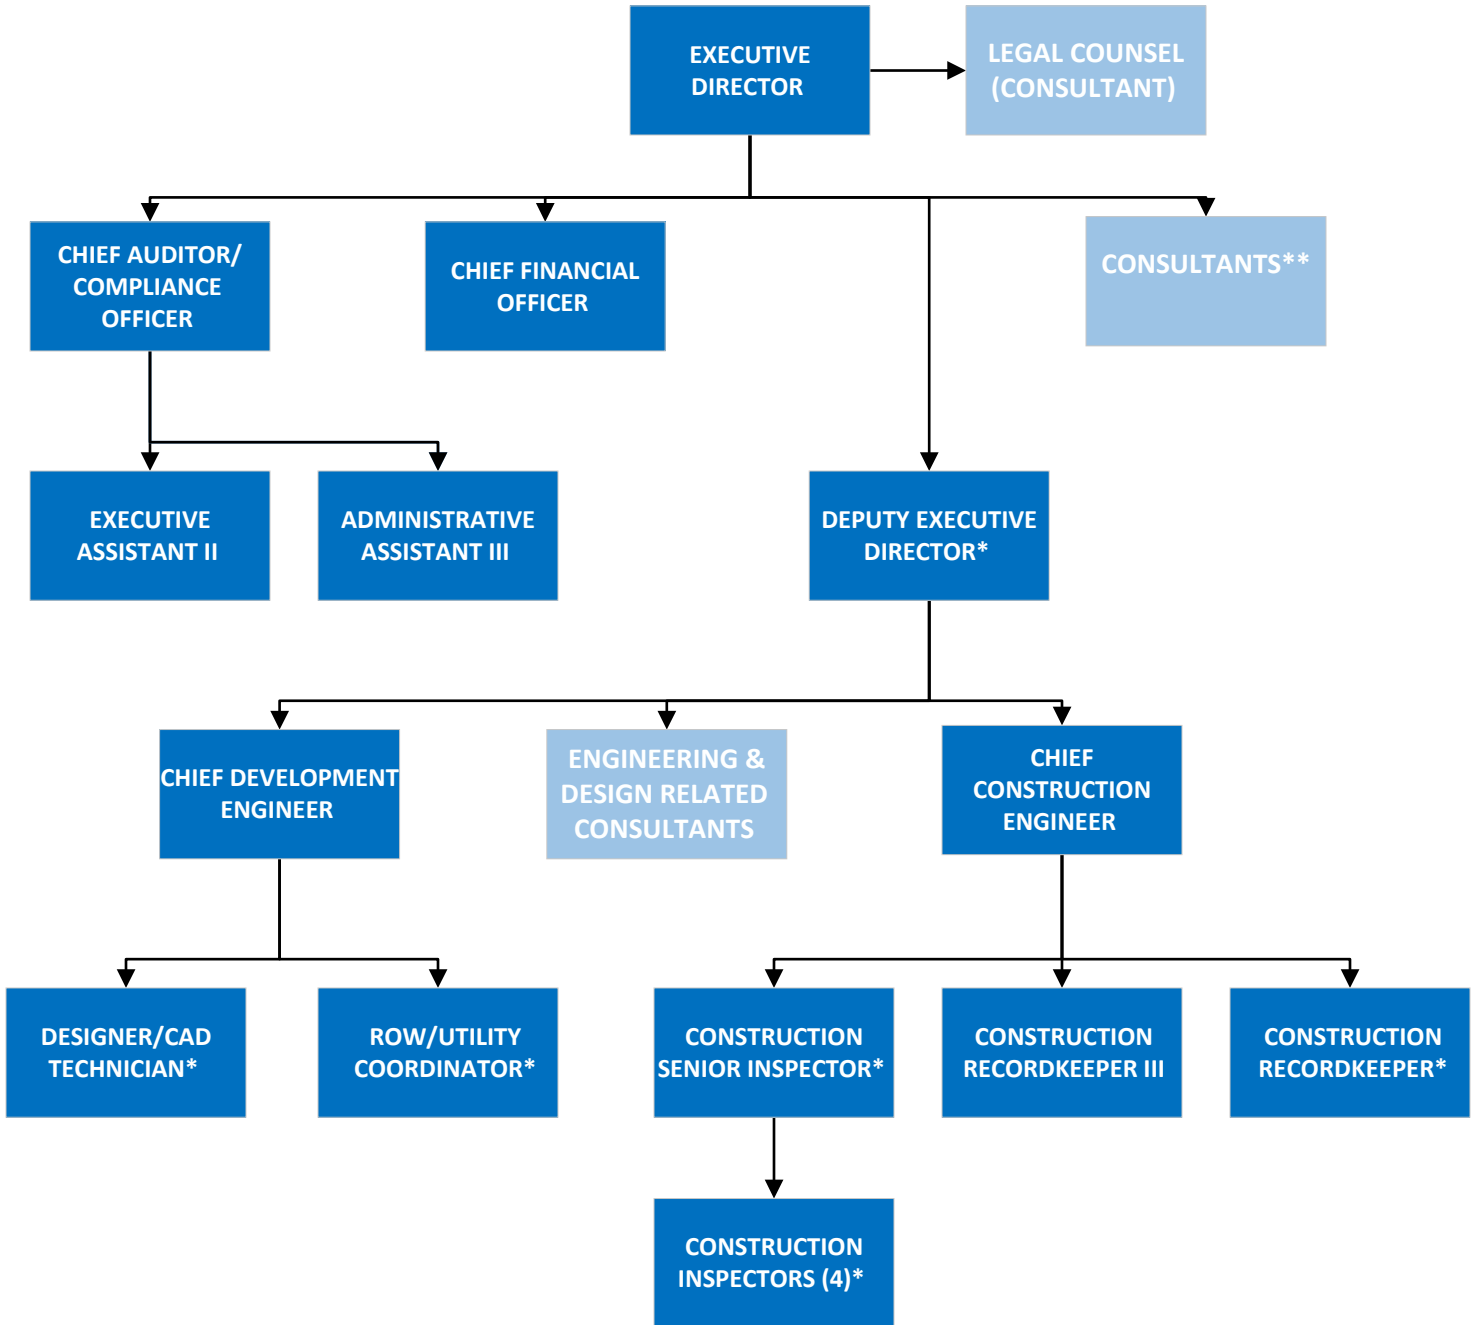 EXECUTIVE
DIRECTOR
LEGAL COUNSEL
(CONSULTANT)
CHIEF AUDITOR/
COMPLIANCE
OFFICER
CHIEF FINANCIAL
OFFICER
CONSULTANTS**
EXECUTIVE
ASSISTANT II
ADMINISTRATIVE
ASSISTANT III
DEPUTY EXECUTIVE
DIRECTOR*
CHIEF DEVELOPMENT
ENGINEER
ENGINEERING &
DESIGN RELATED
CONSULTANTS
CHIEF
CONSTRUCTION
ENGINEER
DESIGNER/CAD
TECHNICIAN*
ROW/UTILITY
COORDINATOR*
CONSTRUCTION
SENIOR INSPECTOR*
CONSTRUCTION
RECORDKEEPER III
CONSTRUCTION
RECORDKEEPER*
CONSTRUCTION
INSPECTORS (4)*